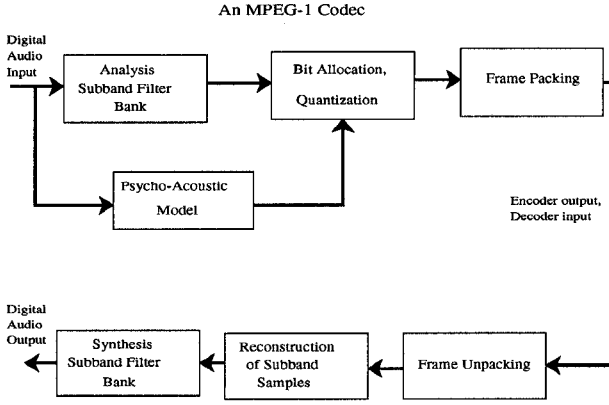 An MPEG-1 Codec
Digital
Audio
Input
Analysis
Subband Filter
Bank
Bit Allocation,
Quantization
Frame Packing
Psycho-Acoustic
Model
Encoder output,
Decoder input
Digital
Audio
Output
Synthesis
Subband Filter
Bank
Reconstruction
of Subband
Samples
Frame Unpacking